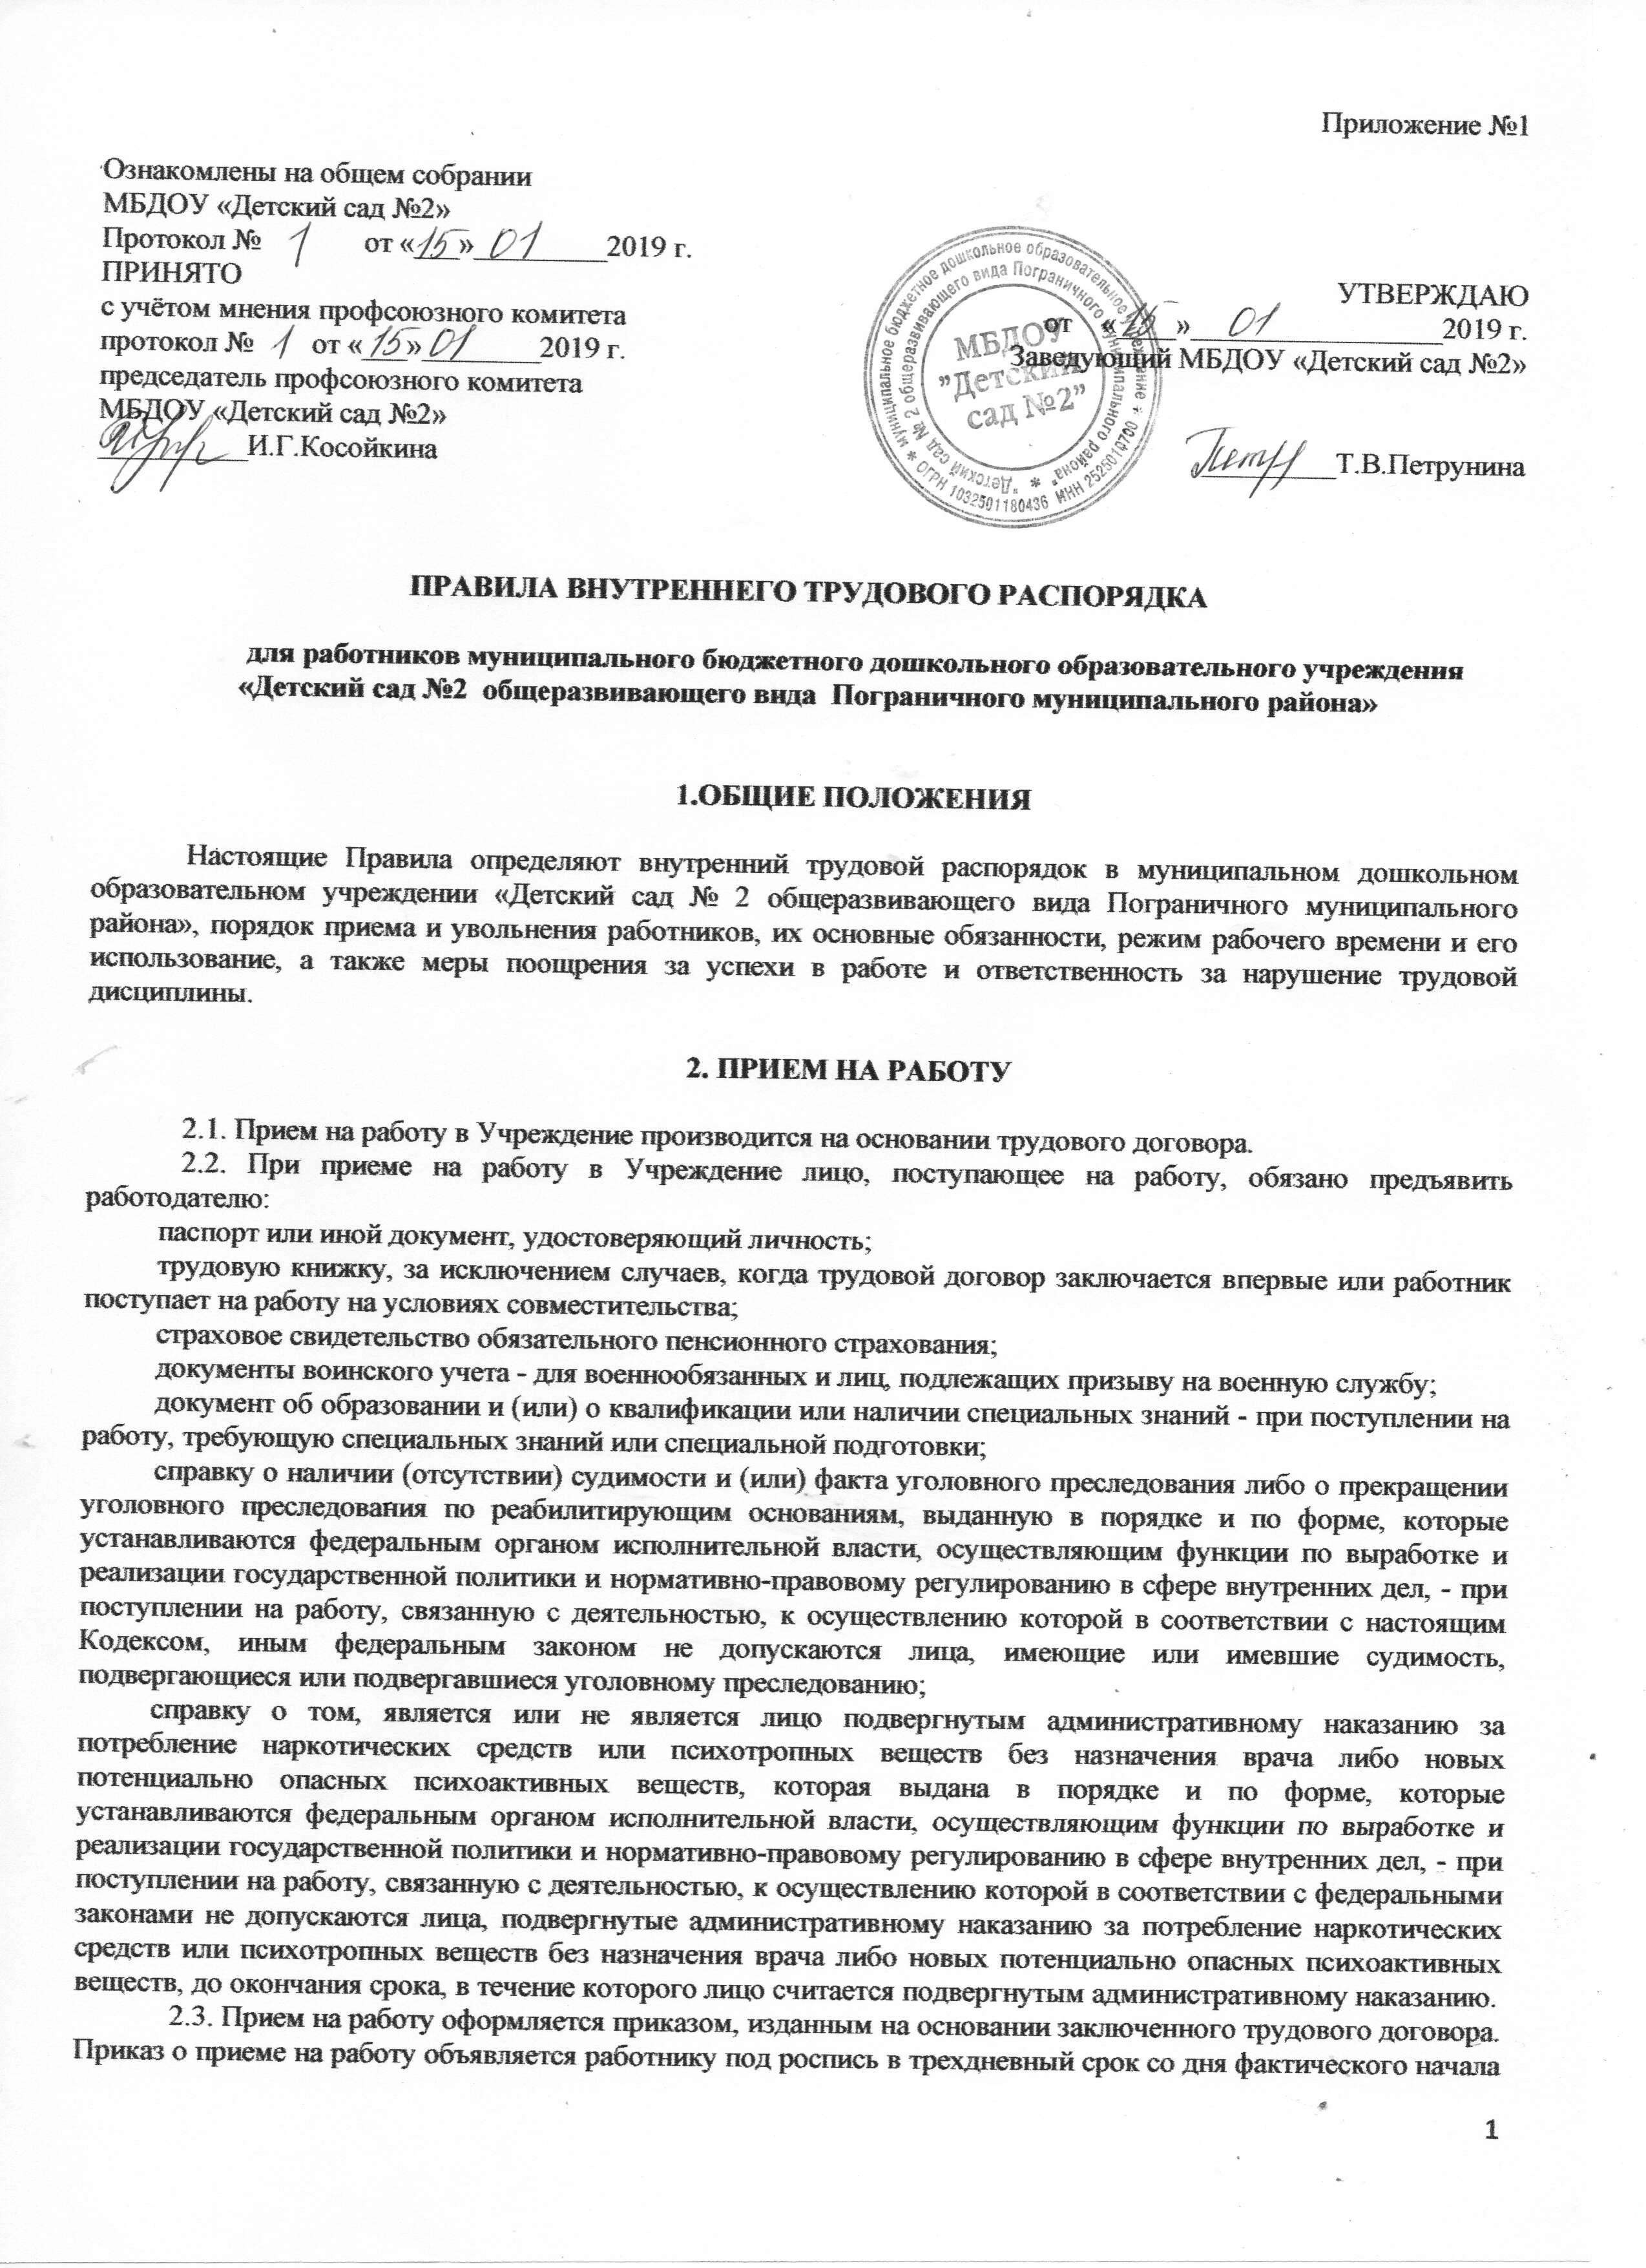 Приложение №1
Ознакомлены на общем собрании
МБДОУ «Детский сад №2»
Протокол № 1 от «15» 01 2019 г.
ПРИНЯТО
с учётом мнения профсоюзного комитета
протокол № 1 от «15» 01 2019 г.
председатель профсоюзного комитета
МБДОУ «Детский сад №2»
И.Г.Косойкина
УТВЕРЖДАЮ
от «15» 01 2019 г.
Заведующий МБДОУ «Детский сад №2»
Т.В.Петрунина
муниципальное бюджетное дошкольное образовательное учреждение
"Детский сад № 2 общеразвивающего вида Пограничного муниципального района"
ОГРН 1032501180436 ИНН 2525010700
МБДОУ
"Детский
сад №2"
ПРАВИЛА ВНУТРЕННЕГО ТРУДОВОГО РАСПОРЯДКА
для работников муниципального бюджетного дошкольного образовательного учреждения
«Детский сад №2 общеразвивающего вида Пограничного муниципального района»
1.ОБЩИЕ ПОЛОЖЕНИЯ
Настоящие Правила определяют внутренний трудовой распорядок в муниципальном дошкольном
образовательном учреждении «Детский сад № 2 общеразвивающего вида Пограничного муниципального
района», порядок приема и увольнения работников, их основные обязанности, режим рабочего времени и его
использование, а также меры поощрения за успехи в работе и ответственность за нарушение трудовой
дисциплины.
2. ПРИЕМ НА РАБОТУ
2.1. Прием на работу в Учреждение производится на основании трудового договора.
2.2. При приеме на работу в Учреждение лицо, поступающее на работу, обязано предъявить
работодателю:
паспорт или иной документ, удостоверяющий личность;
трудовую книжку, за исключением случаев, когда трудовой договор заключается впервые или работник
поступает на работу на условиях совместительства;
страховое свидетельство обязательного пенсионного страхования;
документы воинского учета - для военнообязанных и лиц, подлежащих призыву на военную службу;
документ об образовании и (или) о квалификации или наличии специальных знаний - при поступлении на
работу, требующую специальных знаний или специальной подготовки;
справку о наличии (отсутствии) судимости и (или) факта уголовного преследования либо о прекращении
уголовного преследования по реабилитирующим основаниям, выданную в порядке и по форме, которые
устанавливаются федеральным органом исполнительной власти, осуществляющим функции по выработке и
реализации государственной политики и нормативно-правовому регулированию в сфере внутренних дел, - при
поступлении на работу, связанную с деятельностью, к осуществлению которой в соответствии с настоящим
Кодексом, иным федеральным законом не допускаются лица, имеющие или имевшие судимость,
подвергающиеся или подвергавшиеся уголовному преследованию;
справку о том, является или не является лицо подвергнутым административному наказанию за
потребление наркотических средств или психотропных веществ без назначения врача либо новых
потенциально опасных психоактивных веществ, которая выдана в порядке и по форме, которые
устанавливаются федеральным органом исполнительной власти, осуществляющим функции по выработке и
реализации государственной политики и нормативно-правовому регулированию в сфере внутренних дел, - при
поступлении на работу, связанную с деятельностью, к осуществлению которой в соответствии с федеральными
законами не допускаются лица, подвергнутые административному наказанию за потребление наркотических
средств или психотропных веществ без назначения врача либо новых потенциально опасных психоактивных
веществ, до окончания срока, в течение которого лицо считается подвергнутым административному наказанию.
2.3. Прием на работу оформляется приказом, изданным на основании заключенного трудового договора.
Приказ о приеме на работу объявляется работнику под роспись в трехдневный срок со дня фактического начала
1